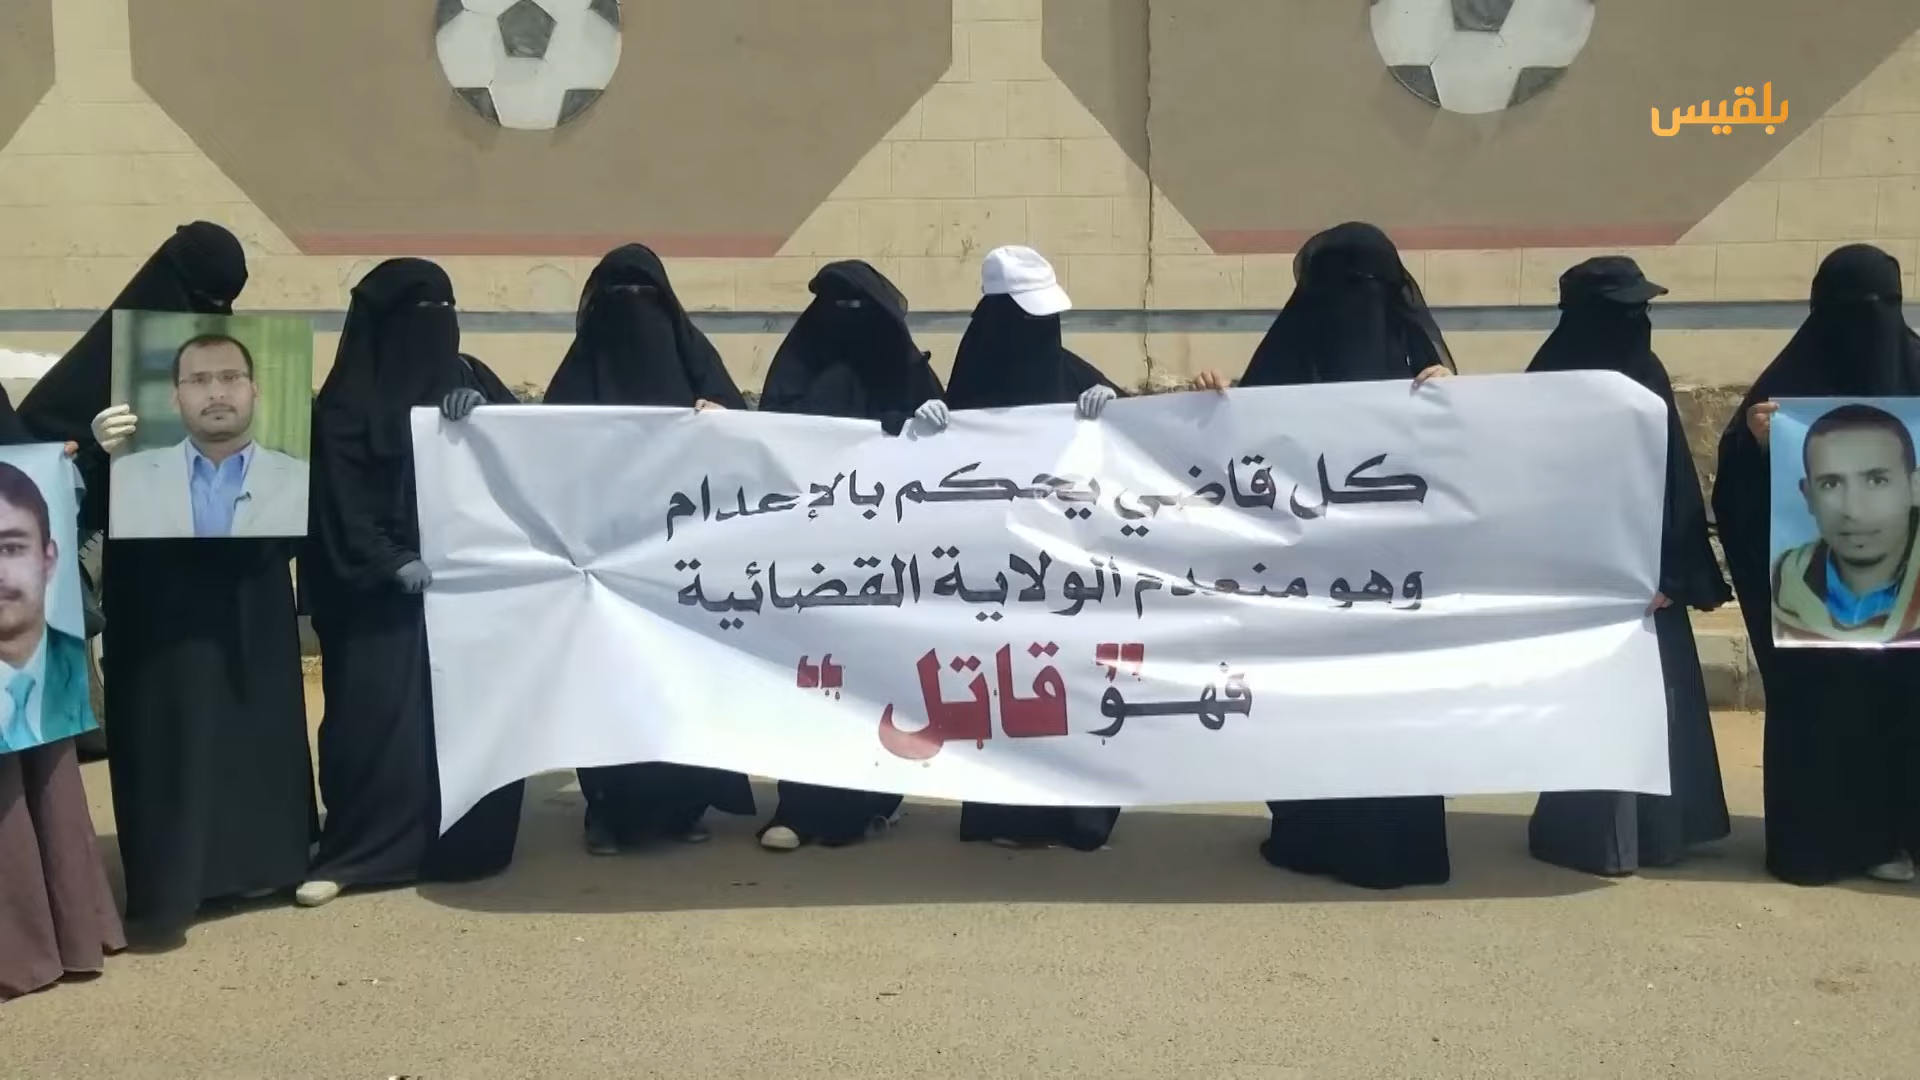 بلقيس
كل قاضي يحكم بالإعدام
وهو منعدم الولاية القضائية
فهو "قاتل"